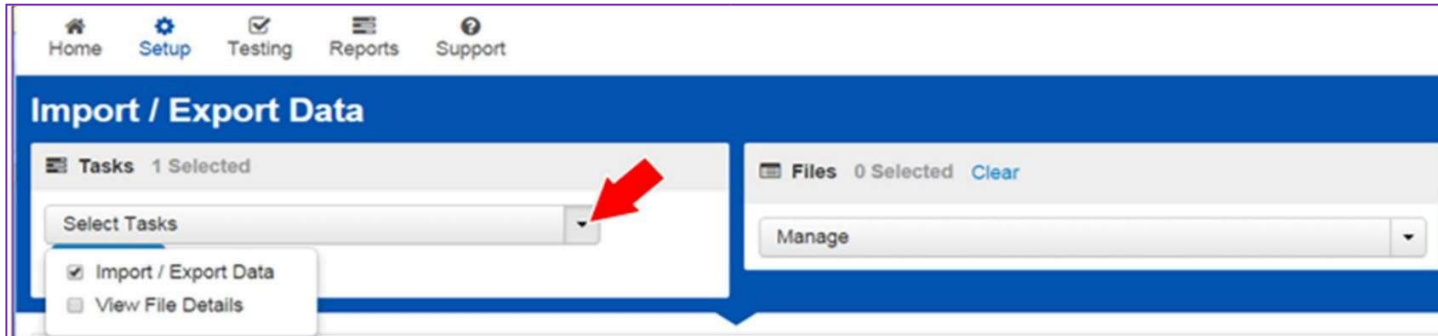 Home Setup Testing Reports Support
Import / Export Data
Tasks 1 Selected
Files 0 Selected Clear
Select Tasks
Manage
Import / Export Data
View File Details